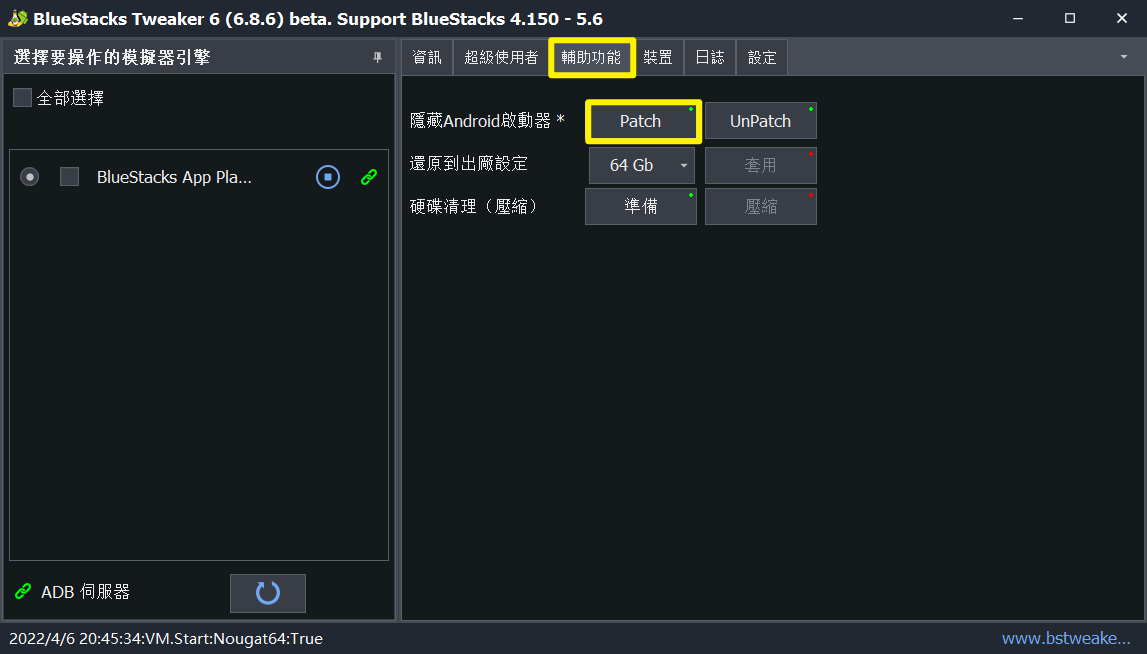 BlueStacks Tweaker 6 (6.8.6) beta. Support BlueStacks 4.150 - 5.6
選擇要操作的模擬器引擎
資訊 超級使用者 輔助功能 裝置 日誌 設定
全部選擇
隱藏Android啟動器 * Patch UnPatch
還原到出廠設定 64 Gb 套用
BlueStacks App Pla...
硬碟清理（壓縮） 準備 壓縮
ADB 伺服器
2022/4/6 20:45:34:VM.Start:Nougat64:True
www.bstweake...